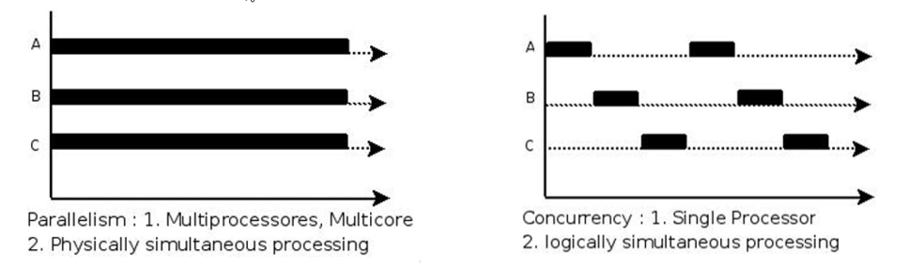 A
B
C
Parallelism : 1. Multiprocessores, Multicore
2. Physically simultaneous processing
A
B
C
Concurrency : 1. Single Processor
2. logically simultaneous processing